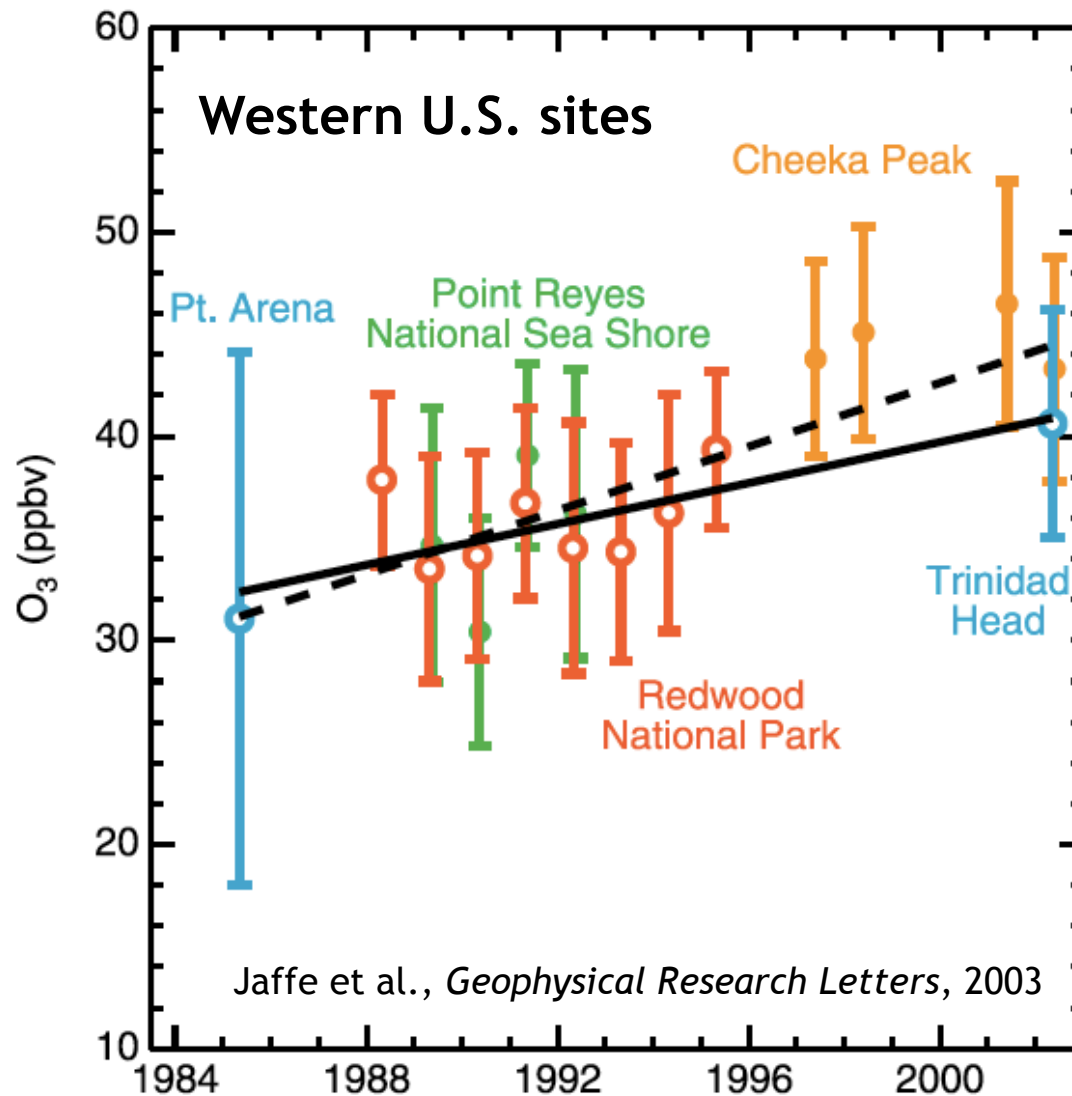 60
Western U.S. sites
Cheeka Peak
50
Point Reyes
National Sea Shore
Pt. Arena
40
O₃ (ppbv)
Trinidad
Head
30
Redwood
National Park
20
Jaffe et al., Geophysical Research Letters, 2003
10
1984 1988 1992 1996 2000